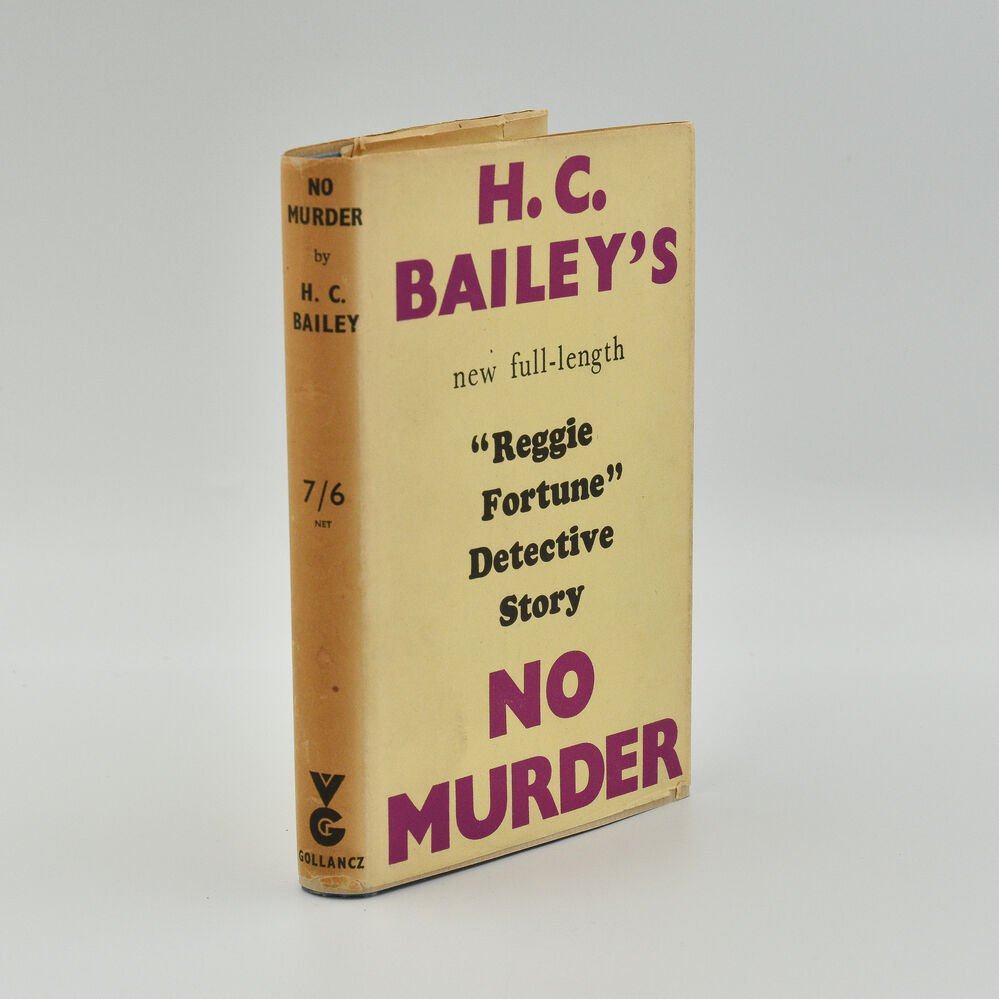 NO
MURDER
by
H. C.
BAILEY
7/6
NET
VG
GOLLANCZ
H. C.
BAILEY'S
new full-length
“Reggie
Fortune”
Detective
Story
NO
MURDER